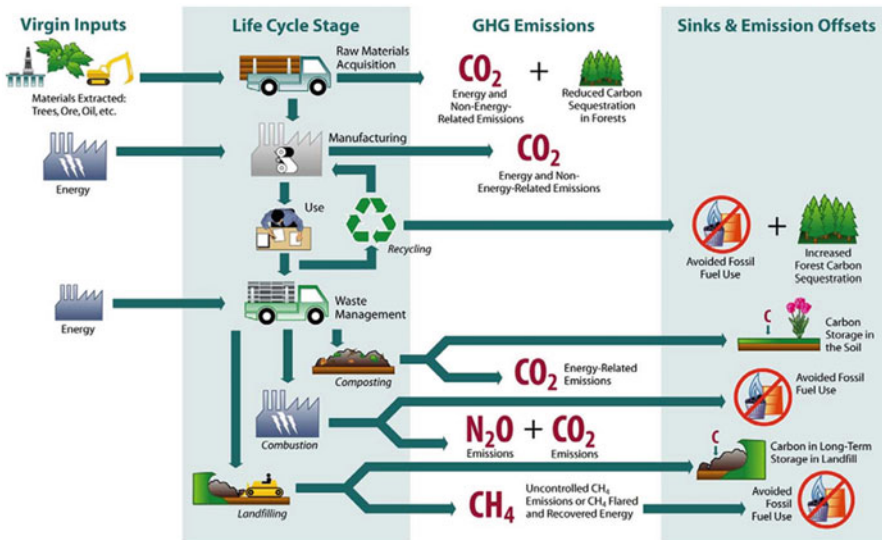 Virgin Inputs
Life Cycle Stage
GHG Emissions
Sinks & Emission Offsets
Materials Extracted:
Trees, Ore, Oil, etc.
Raw Materials
Acquisition
CO2
Energy and
Non-Energy-
Related Emissions
+
Reduced Carbon
Sequestration
in Forests
Energy
Manufacturing
CO2
Energy and Non-
Energy-Related Emissions
Use
Recycling
Avoided Fossil
Fuel Use
+
Increased
Forest Carbon
Sequestration
Energy
Waste
Management
Composting
C
Carbon
Storage in
the Soil
CO2
Energy-Related
Emissions
Combustion
Avoided Fossil
Fuel Use
N2O
Emissions
+
CO2
Emissions
Landfilling
C
Carbon in Long-Term
Storage in Landfill
CH4
Uncontrolled CH4
Emissions or CH4 Flared
and Recovered Energy
Avoided
Fossil
Fuel Use